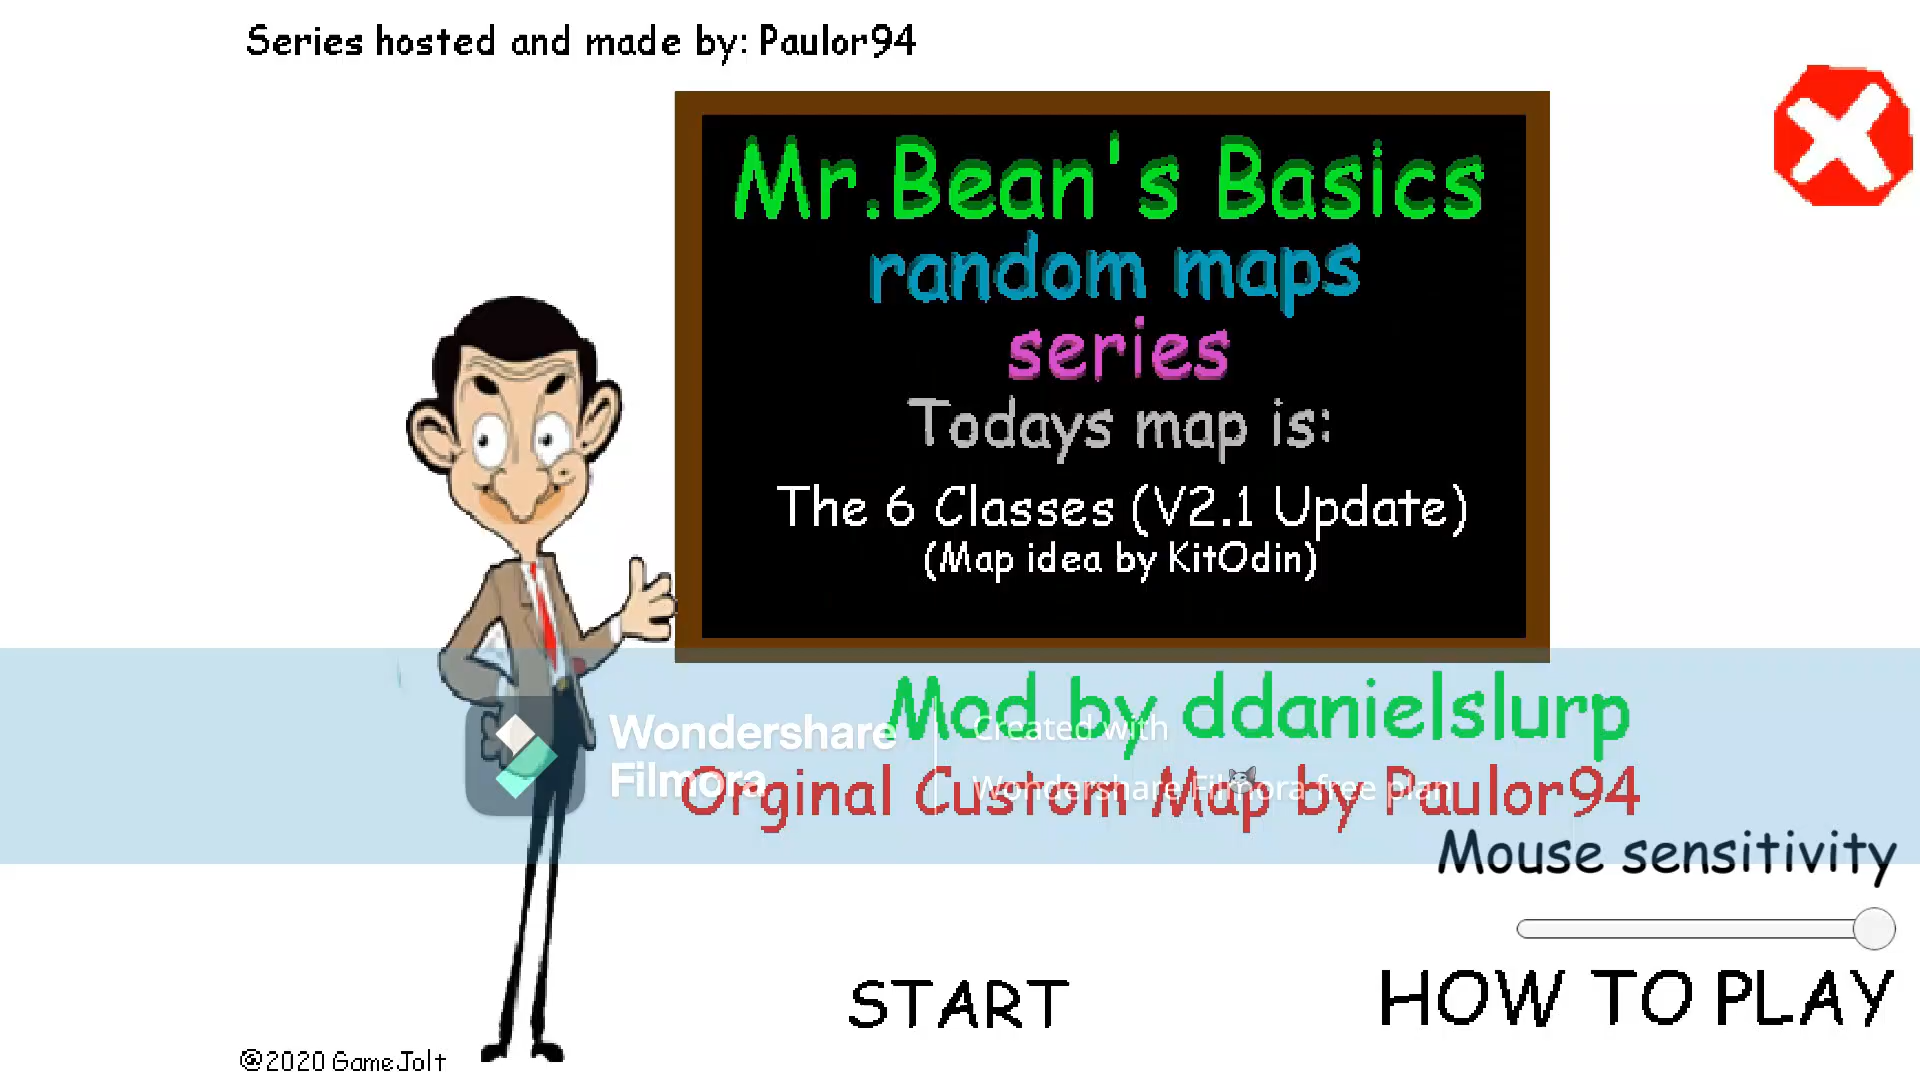 Series hosted and made by: Paulor94
Mr.Bean's Basics
random maps
series
Todays map is:
The 6 Classes (V2.1 Update)
(Map idea by KitOdin)
Mod by ddanielslurp
Wondershare
Filmora
Created with
Wondershare Filmora free plan
Orginal Custom Map by Paulor94
Mouse sensitivity
START
HOW TO PLAY
@2020 GameJolt